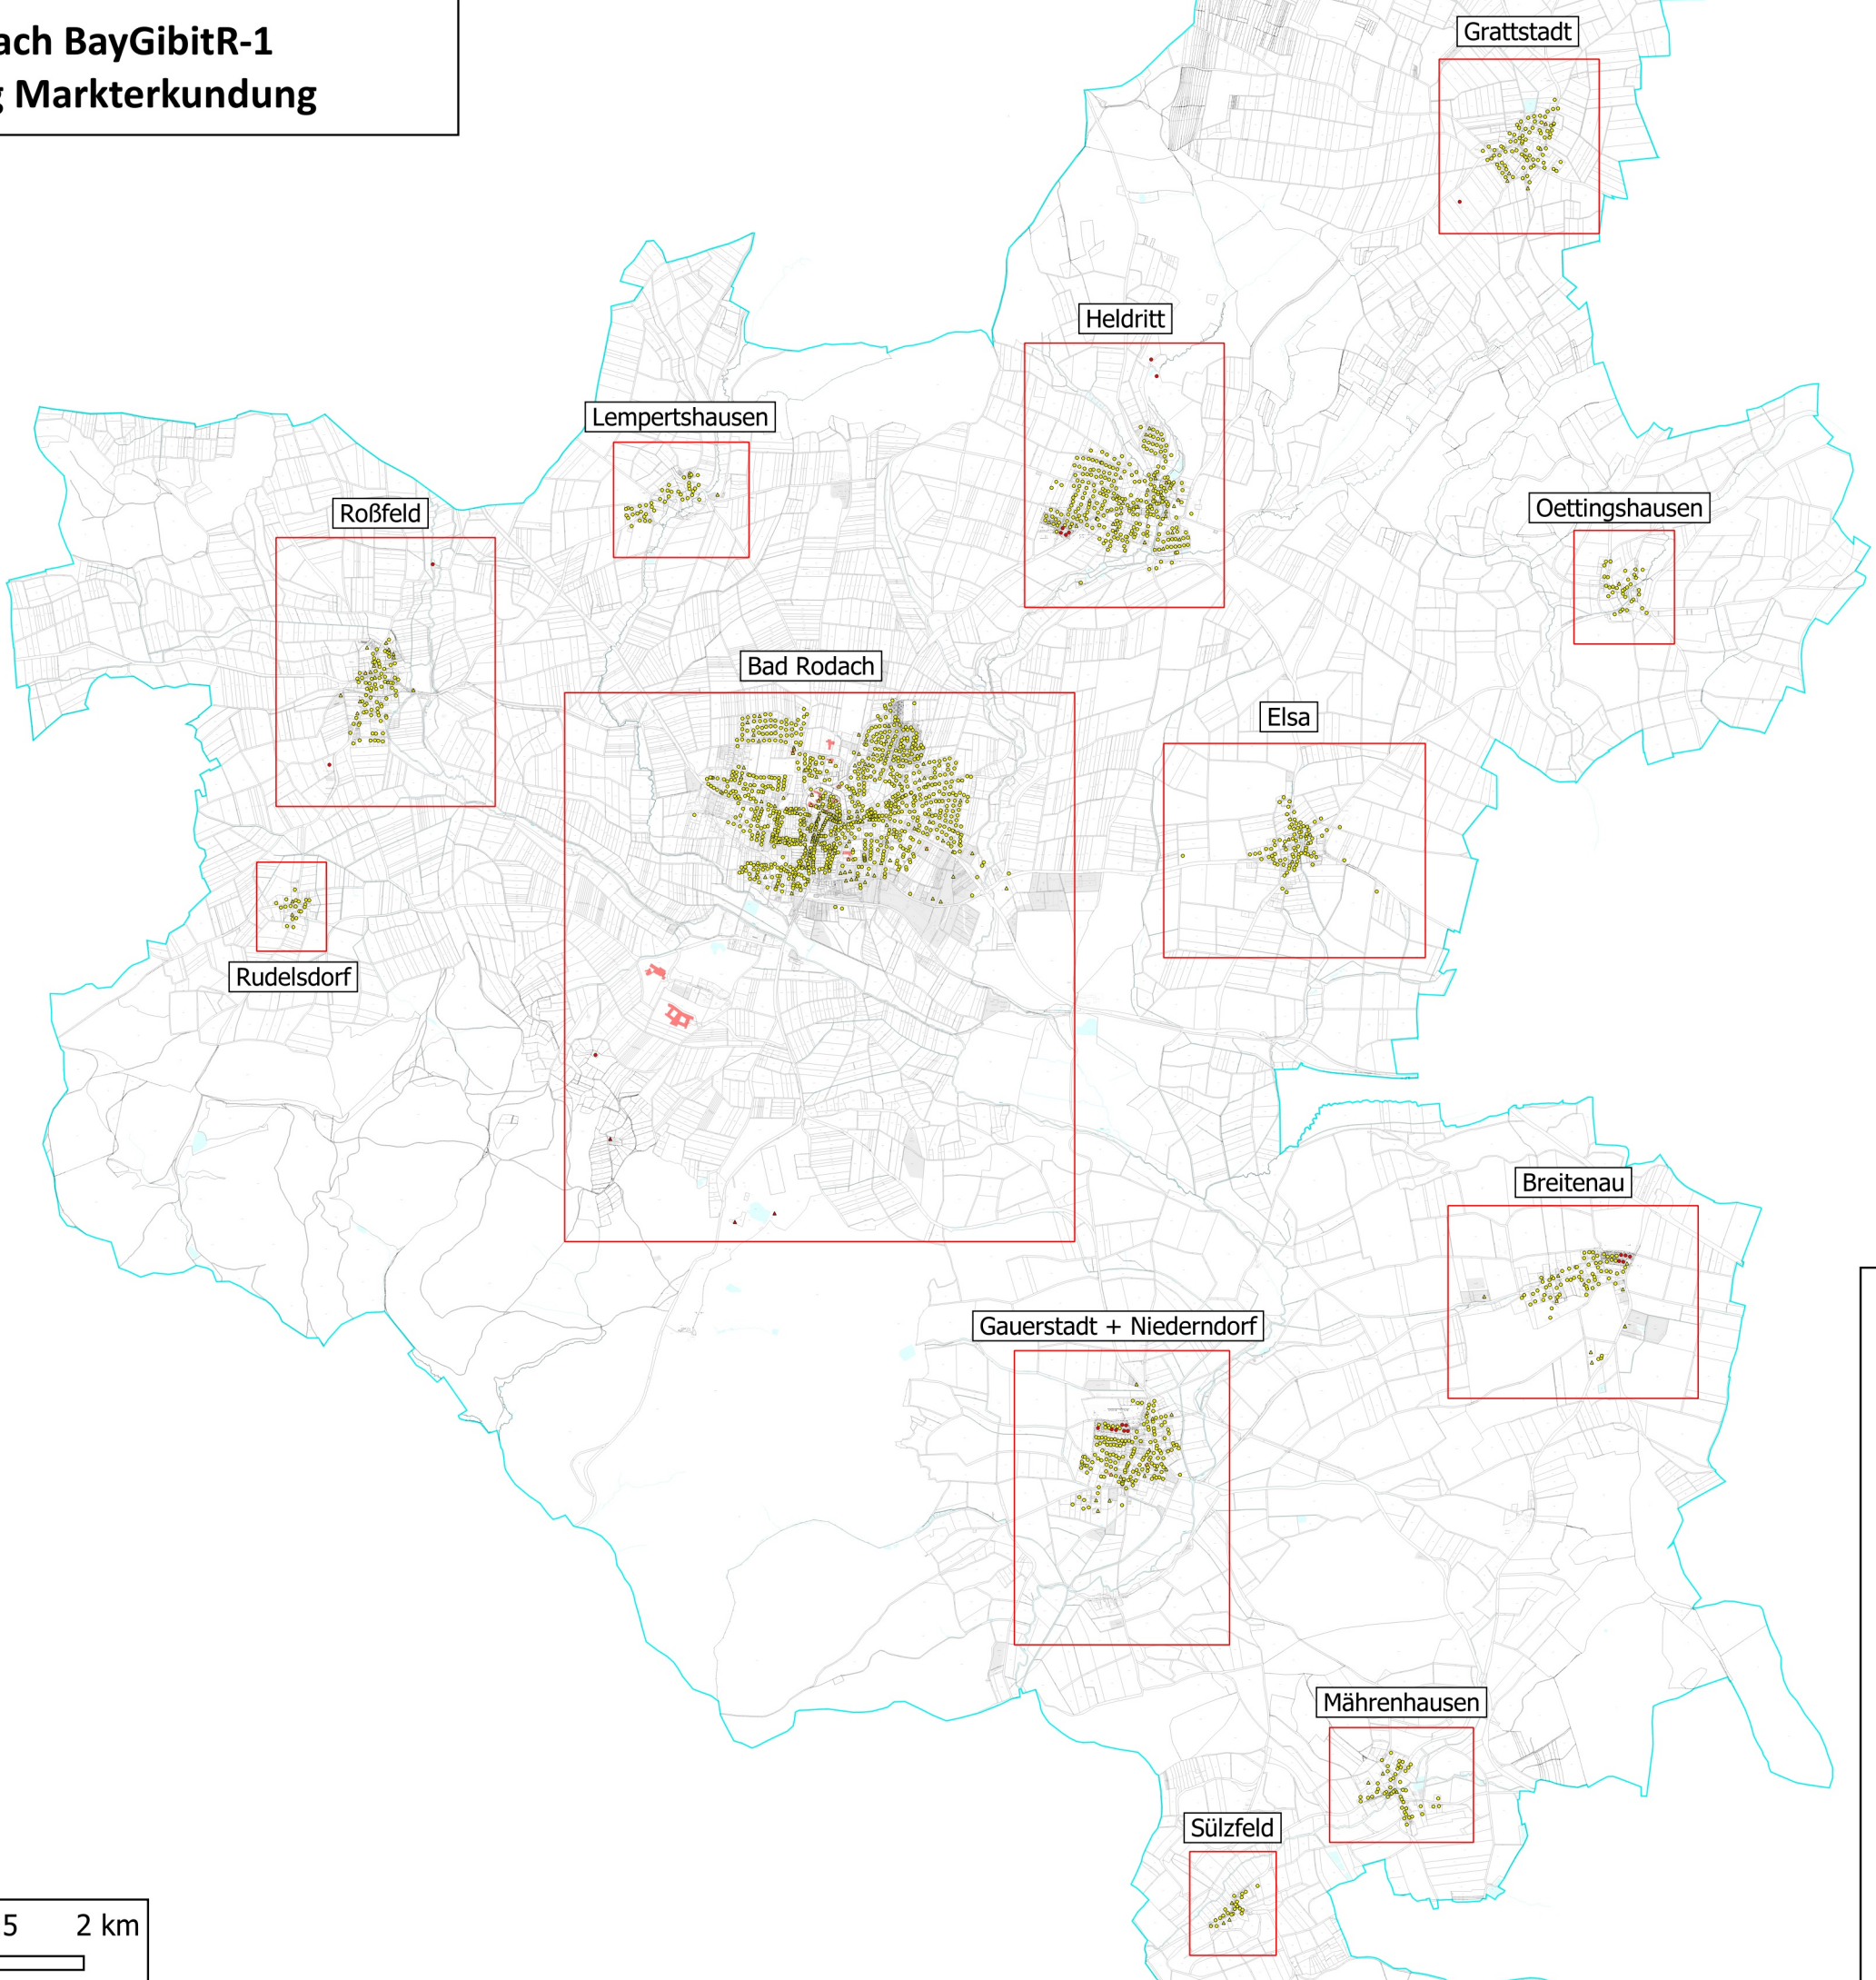 ach BayGibitR-1
g Markterkundung
Grattstadt
Heldritt
Lempertshausen
Oettingshausen
Roßfeld
Bad Rodach
Elsa
Rudelsdorf
Breitenau
Gauerstadt + Niederndorf
Mährenhausen
Sülzfeld
5 2 km